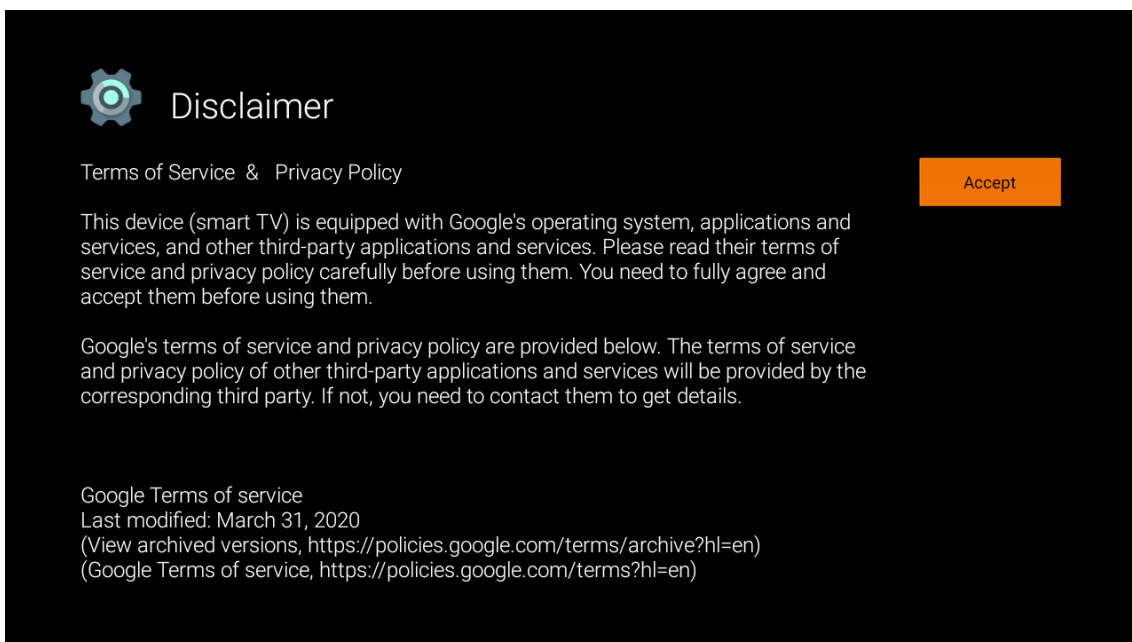 Disclaimer
Terms of Service & Privacy Policy
Accept
This device (smart TV) is equipped with Google's operating system, applications and
services, and other third-party applications and services. Please read their terms of
service and privacy policy carefully before using them. You need to fully agree and
accept them before using them.
Google's terms of service and privacy policy are provided below. The terms of service
and privacy policy of other third-party applications and services will be provided by the
corresponding third party. If not, you need to contact them to get details.
Google Terms of service
Last modified: March 31, 2020
(View archived versions, https://policies.google.com/terms/archive?hl=en)
(Google Terms of service, https://policies.google.com/terms?hl=en)